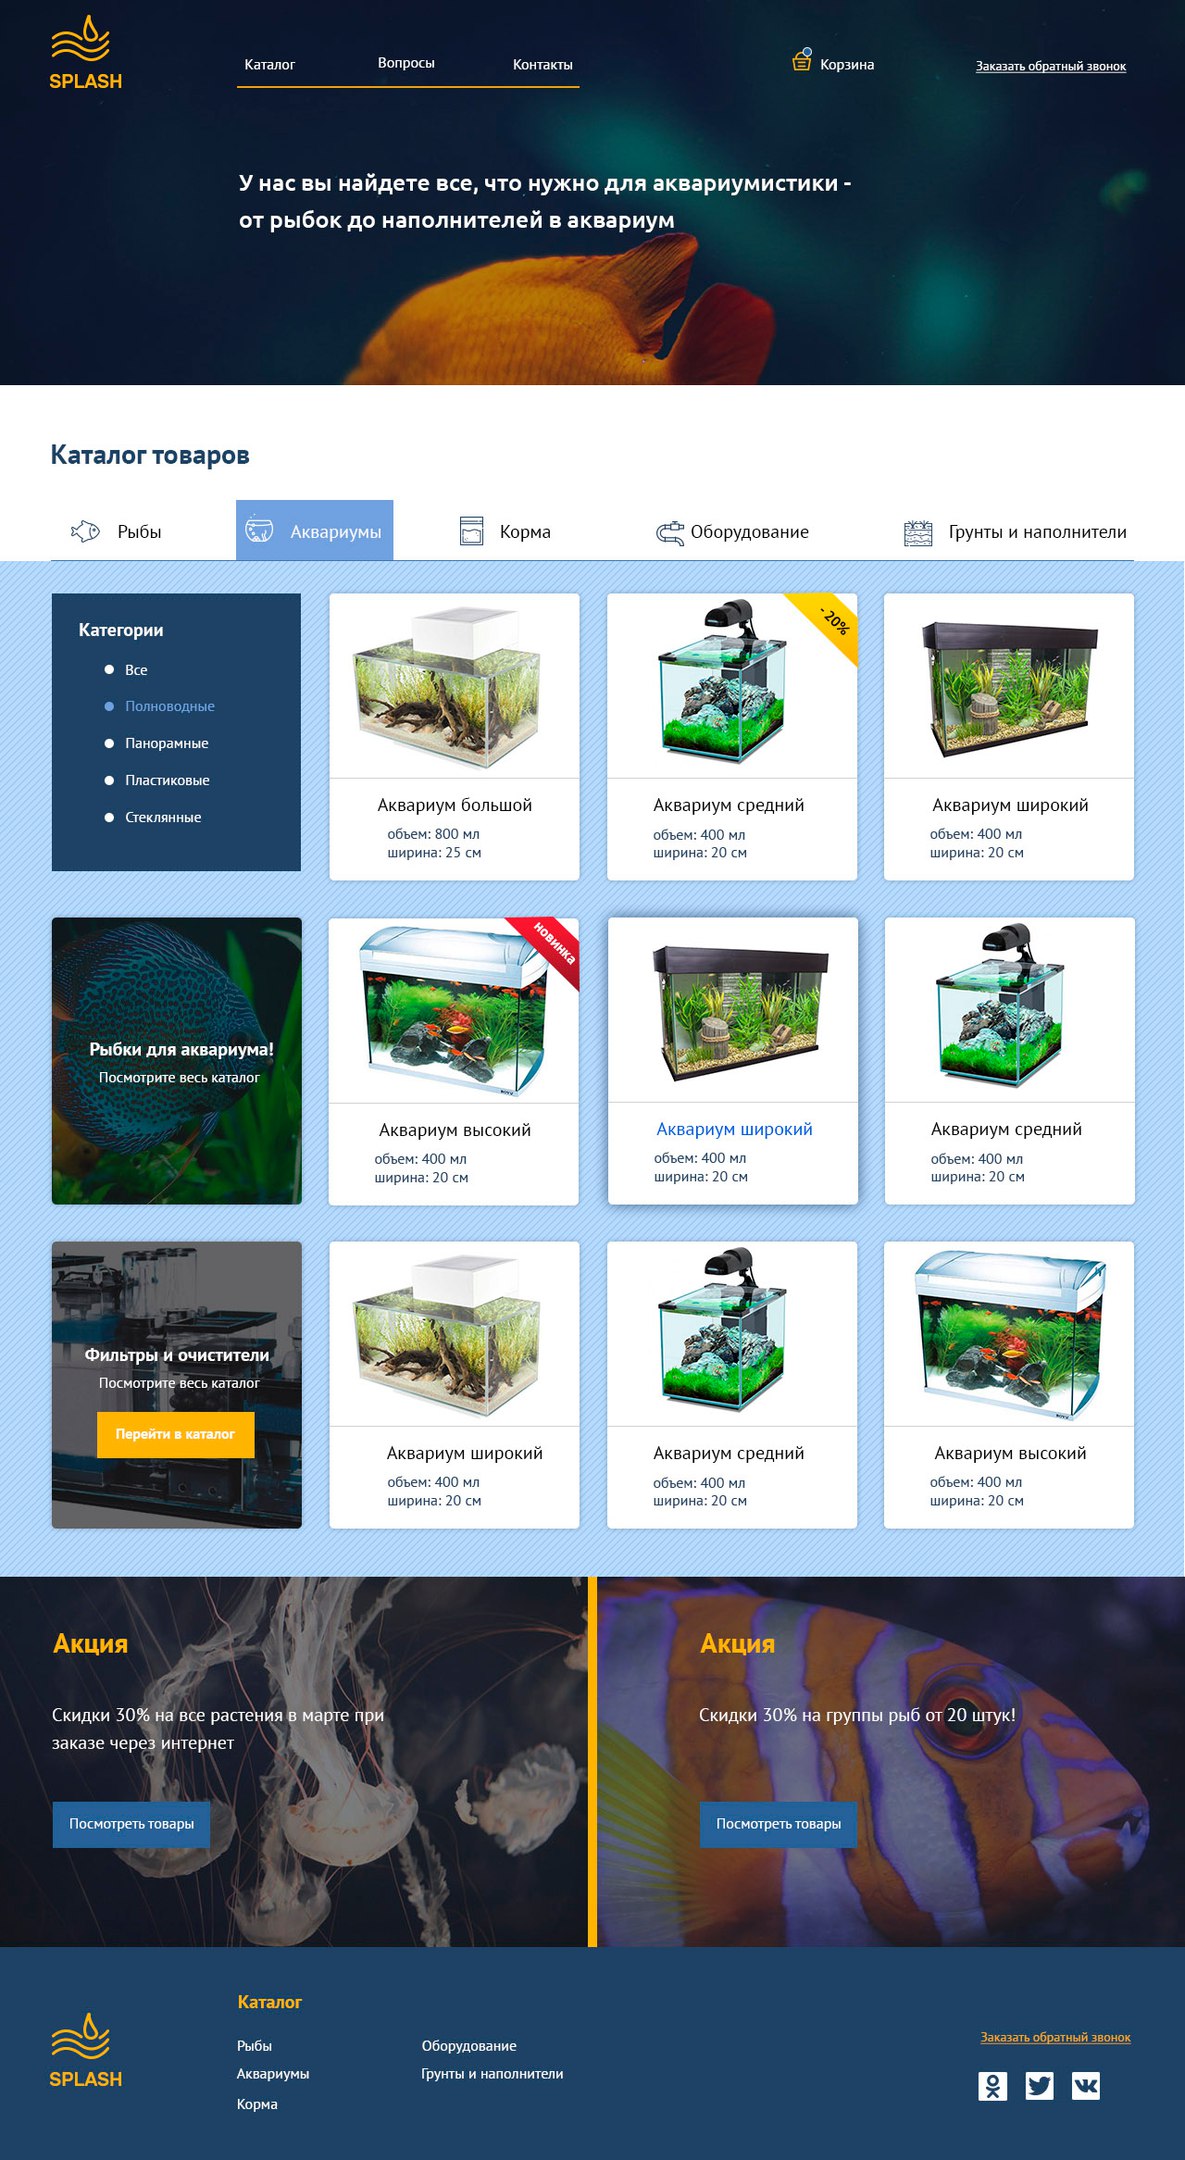 SPLASH
Каталог
Вопросы
Контакты
Корзина
Заказать обратный звонок
У нас вы найдете все, что нужно для аквариумистики -
от рыбок до наполнителей в аквариум
Каталог товаров
Рыбы
Аквариумы
Корма
Оборудование
Грунты и наполнители
Категории
Все
Полноводные
Панорамные
Пластиковые
Стеклянные
Аквариум большой
объем: 800 мл
ширина: 25 см
- 20%
Аквариум средний
объем: 400 мл
ширина: 20 см
Аквариум широкий
объем: 400 мл
ширина: 20 см
Рыбки для аквариума!
Посмотрите весь каталог
новинка
Аквариум высокий
объем: 400 мл
ширина: 20 см
Аквариум широкий
объем: 400 мл
ширина: 20 см
Аквариум средний
объем: 400 мл
ширина: 20 см
Фильтры и очистители
Посмотрите весь каталог
Перейти в каталог
Аквариум широкий
объем: 400 мл
ширина: 20 см
Аквариум средний
объем: 400 мл
ширина: 20 см
Аквариум высокий
объем: 400 мл
ширина: 20 см
Акция
Скидки 30% на все растения в марте при
заказе через интернет
Посмотреть товары
Акция
Скидки 30% на группы рыб от 20 штук!
Посмотреть товары
SPLASH
Каталог
Рыбы
Аквариумы
Корма
Оборудование
Грунты и наполнители
Заказать обратный звонок